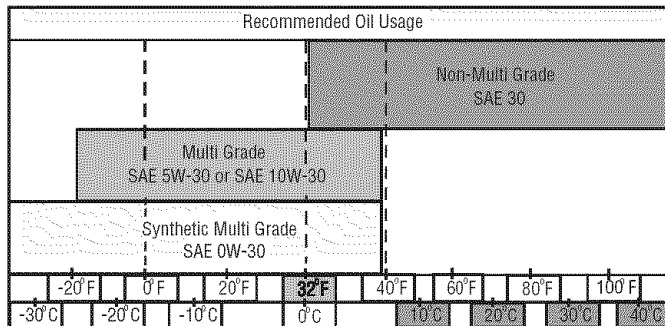 Recommended Oil Usage
Non-Multi Grade
SAE 30
Multi Grade
SAE 5W-30 or SAE 10W-30
Synthetic Multi Grade
SAE 0W-30
-20°F 0°F 20°F 32°F 40°F 60°F 80°F 100°F
-30°C -20°C -10°C 0°C 10°C 20°C 30°C 40°C